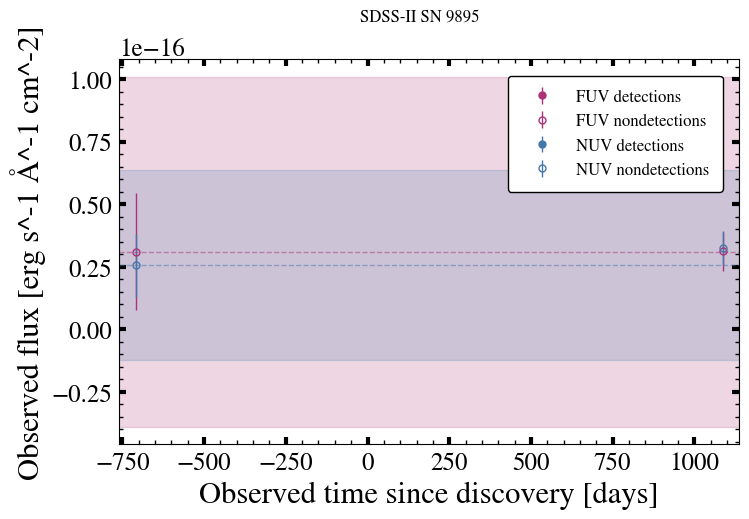 SDSS-II SN 9895
1e−16
1.00
0.75
0.50
0.25
0.00
−0.25
Observed flux [erg s^-1 Å^-1 cm^-2]
FUV detections
FUV nondetections
NUV detections
NUV nondetections
−750 −500 −250 0 250 500 750 1000
Observed time since discovery [days]